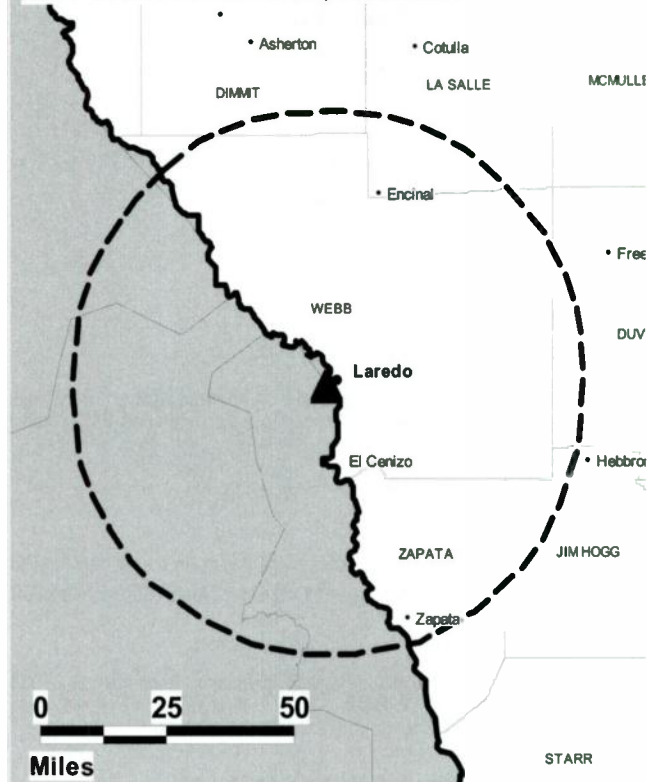 Asherton
Cotulla
DIMMIT
LA SALLE
MCMULLE
Encinal
Free
WEBB
DUV
Laredo
El Cenizo
Hebbror
ZAPATA
JIM HOGG
Zapata
0 25 50
Miles
STARR